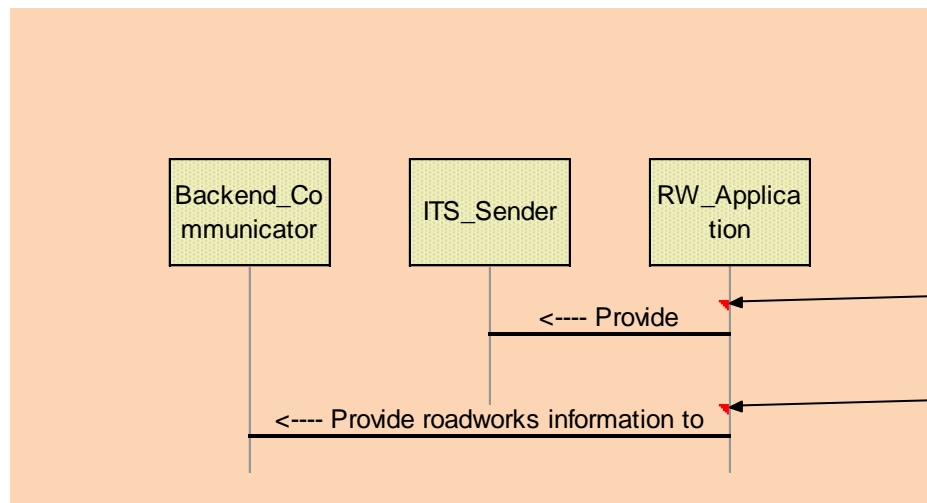 Backend_Co
mmunicator
ITS_Sender
RW_Applica
tion
<---- Provide
<---- Provide roadworks information to